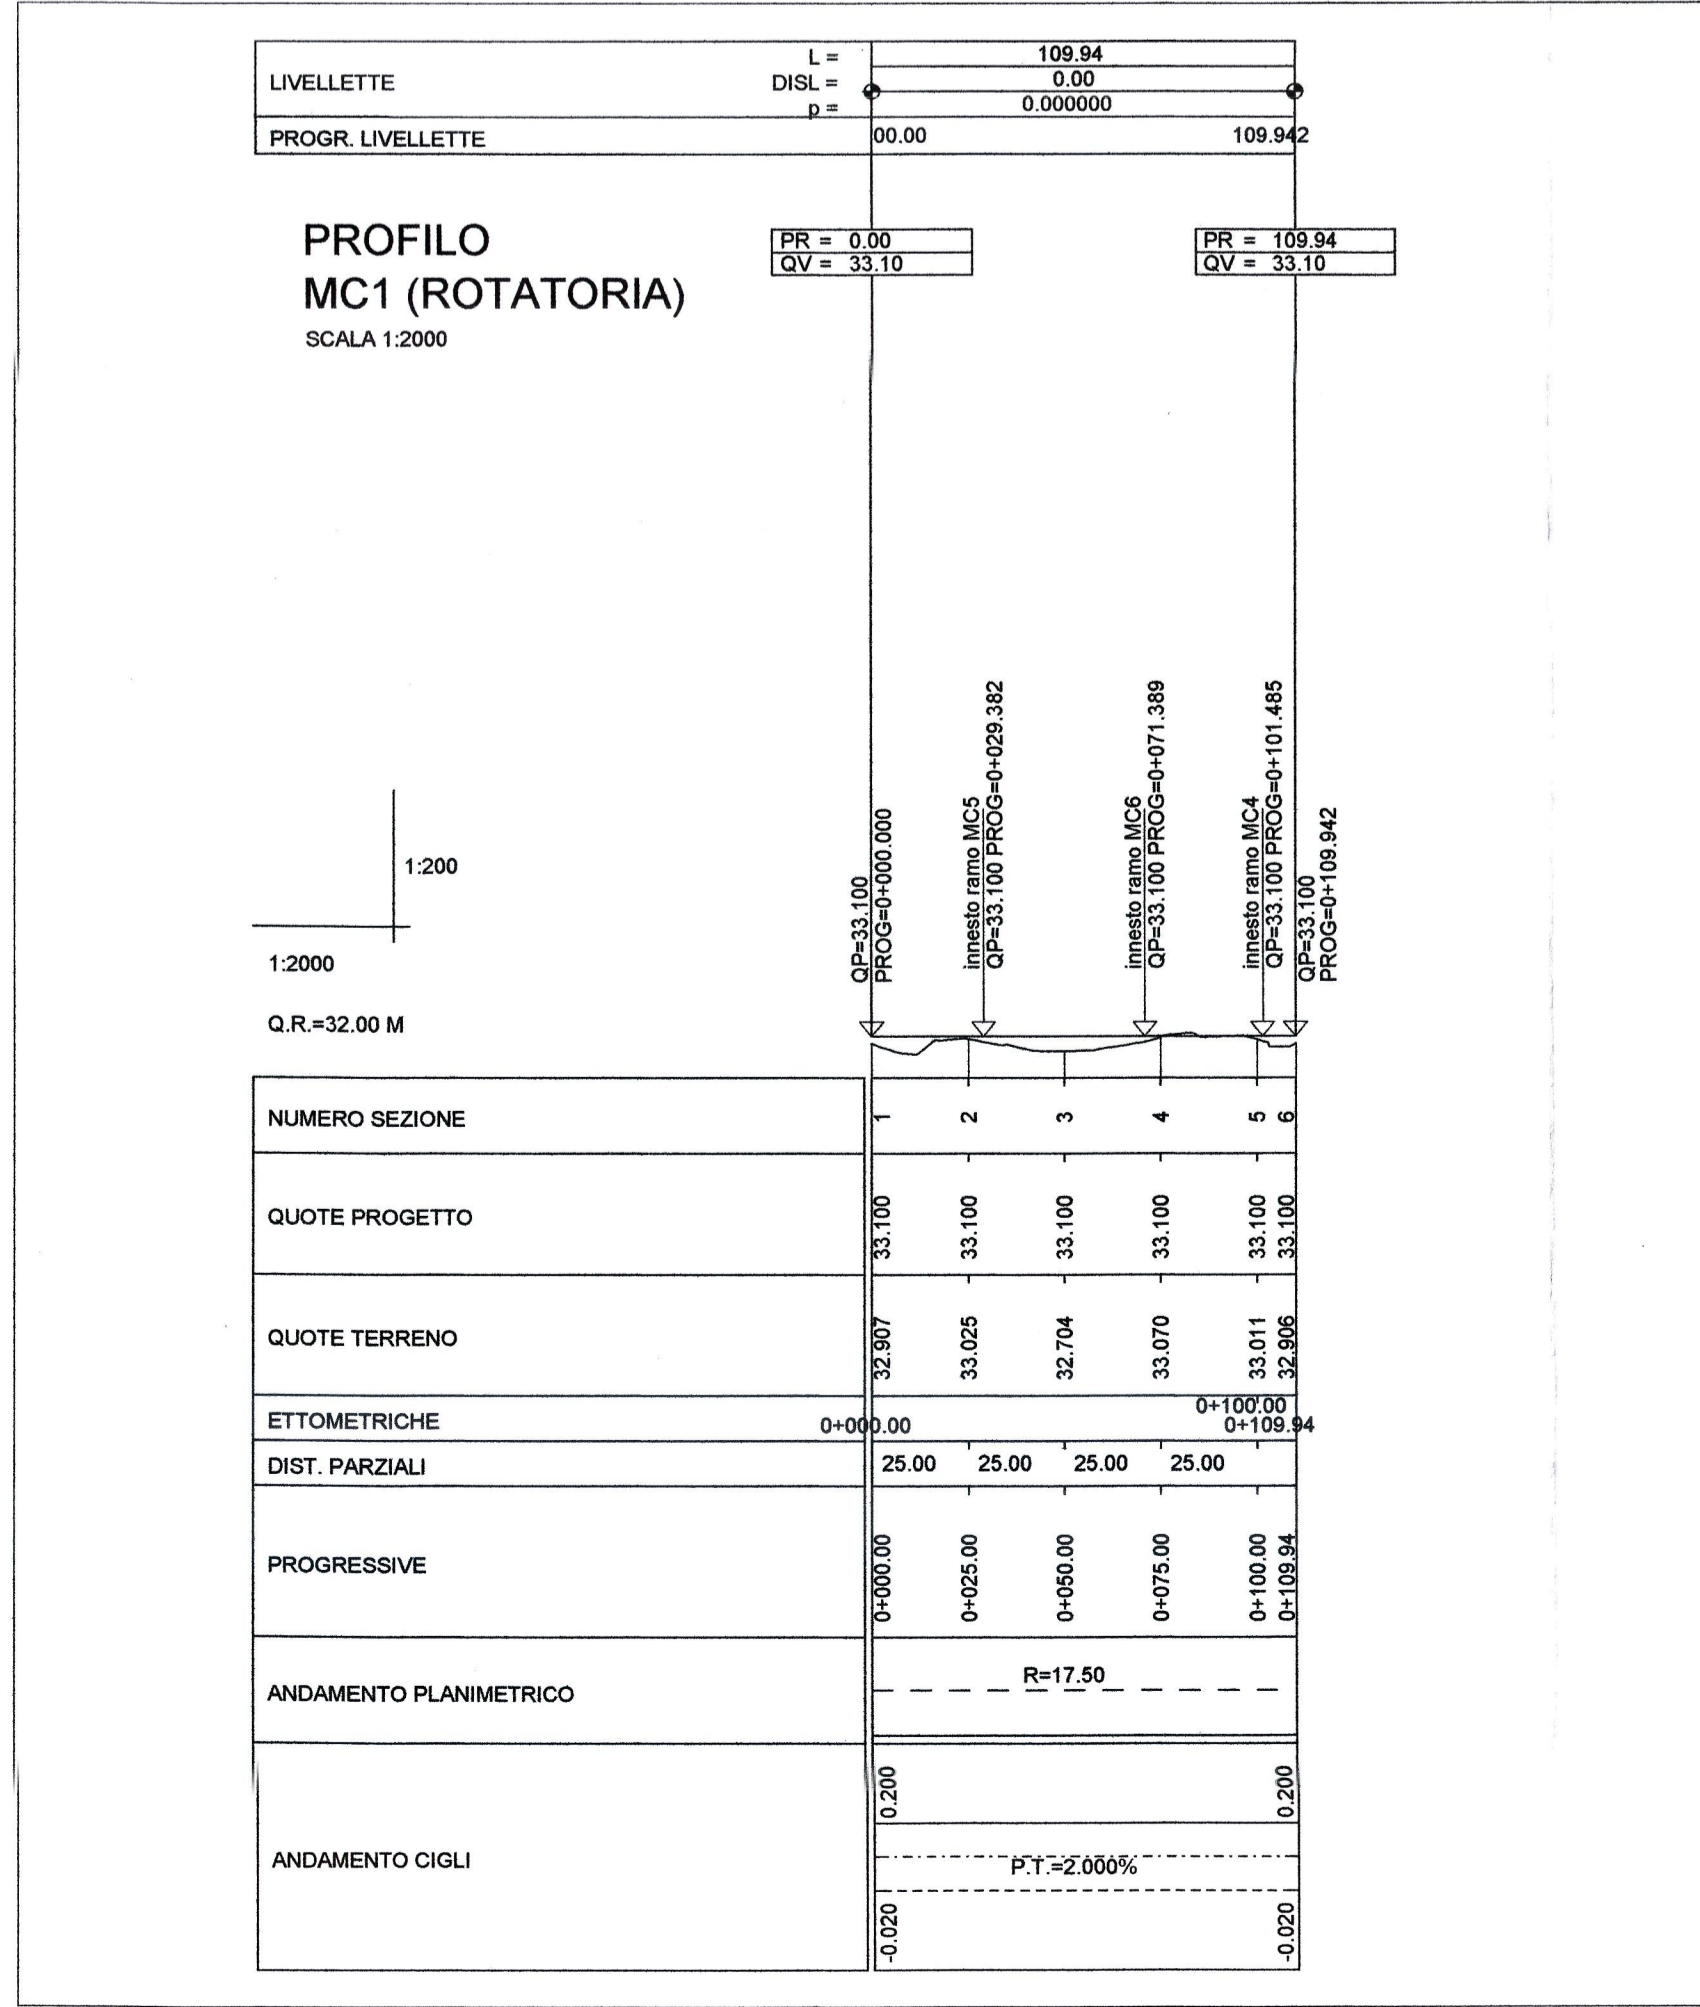 L = 109.94
LIVELLETTE DISL = 0.00
p = 0.000000
PROGR. LIVELLETTE 00.00 109.942
PROFILO
MC1 (ROTATORIA)
SCALA 1:2000
PR = 0.00
QV = 33.10
PR = 109.94
QV = 33.10
QP=33.100
PROG=0+000.000
innesto ramo MC5
QP=33.100 PROG=0+029.382
innesto ramo MC6
QP=33.100 PROG=0+071.389
innesto ramo MC4
QP=33.100 PROG=0+101.485
QP=33.100
PROG=0+109.942
1:200
1:2000
Q.R.=32.00 M
NUMERO SEZIONE 1 2 3 4 5 6
QUOTE PROGETTO 33.100 33.100 33.100 33.100 33.100 33.100
QUOTE TERRENO 32.907 33.025 32.704 33.070 33.011 32.906
ETTOMETRICHE 0+000.00 0+100.00 0+109.94
DIST. PARZIALI 25.00 25.00 25.00 25.00
PROGRESSIVE 0+000.00 0+025.00 0+050.00 0+075.00 0+100.00 0+109.94
ANDAMENTO PLANIMETRICO R=17.50
0.200 0.200
ANDAMENTO CIGLI P.T.=2.000%
-0.020 -0.020